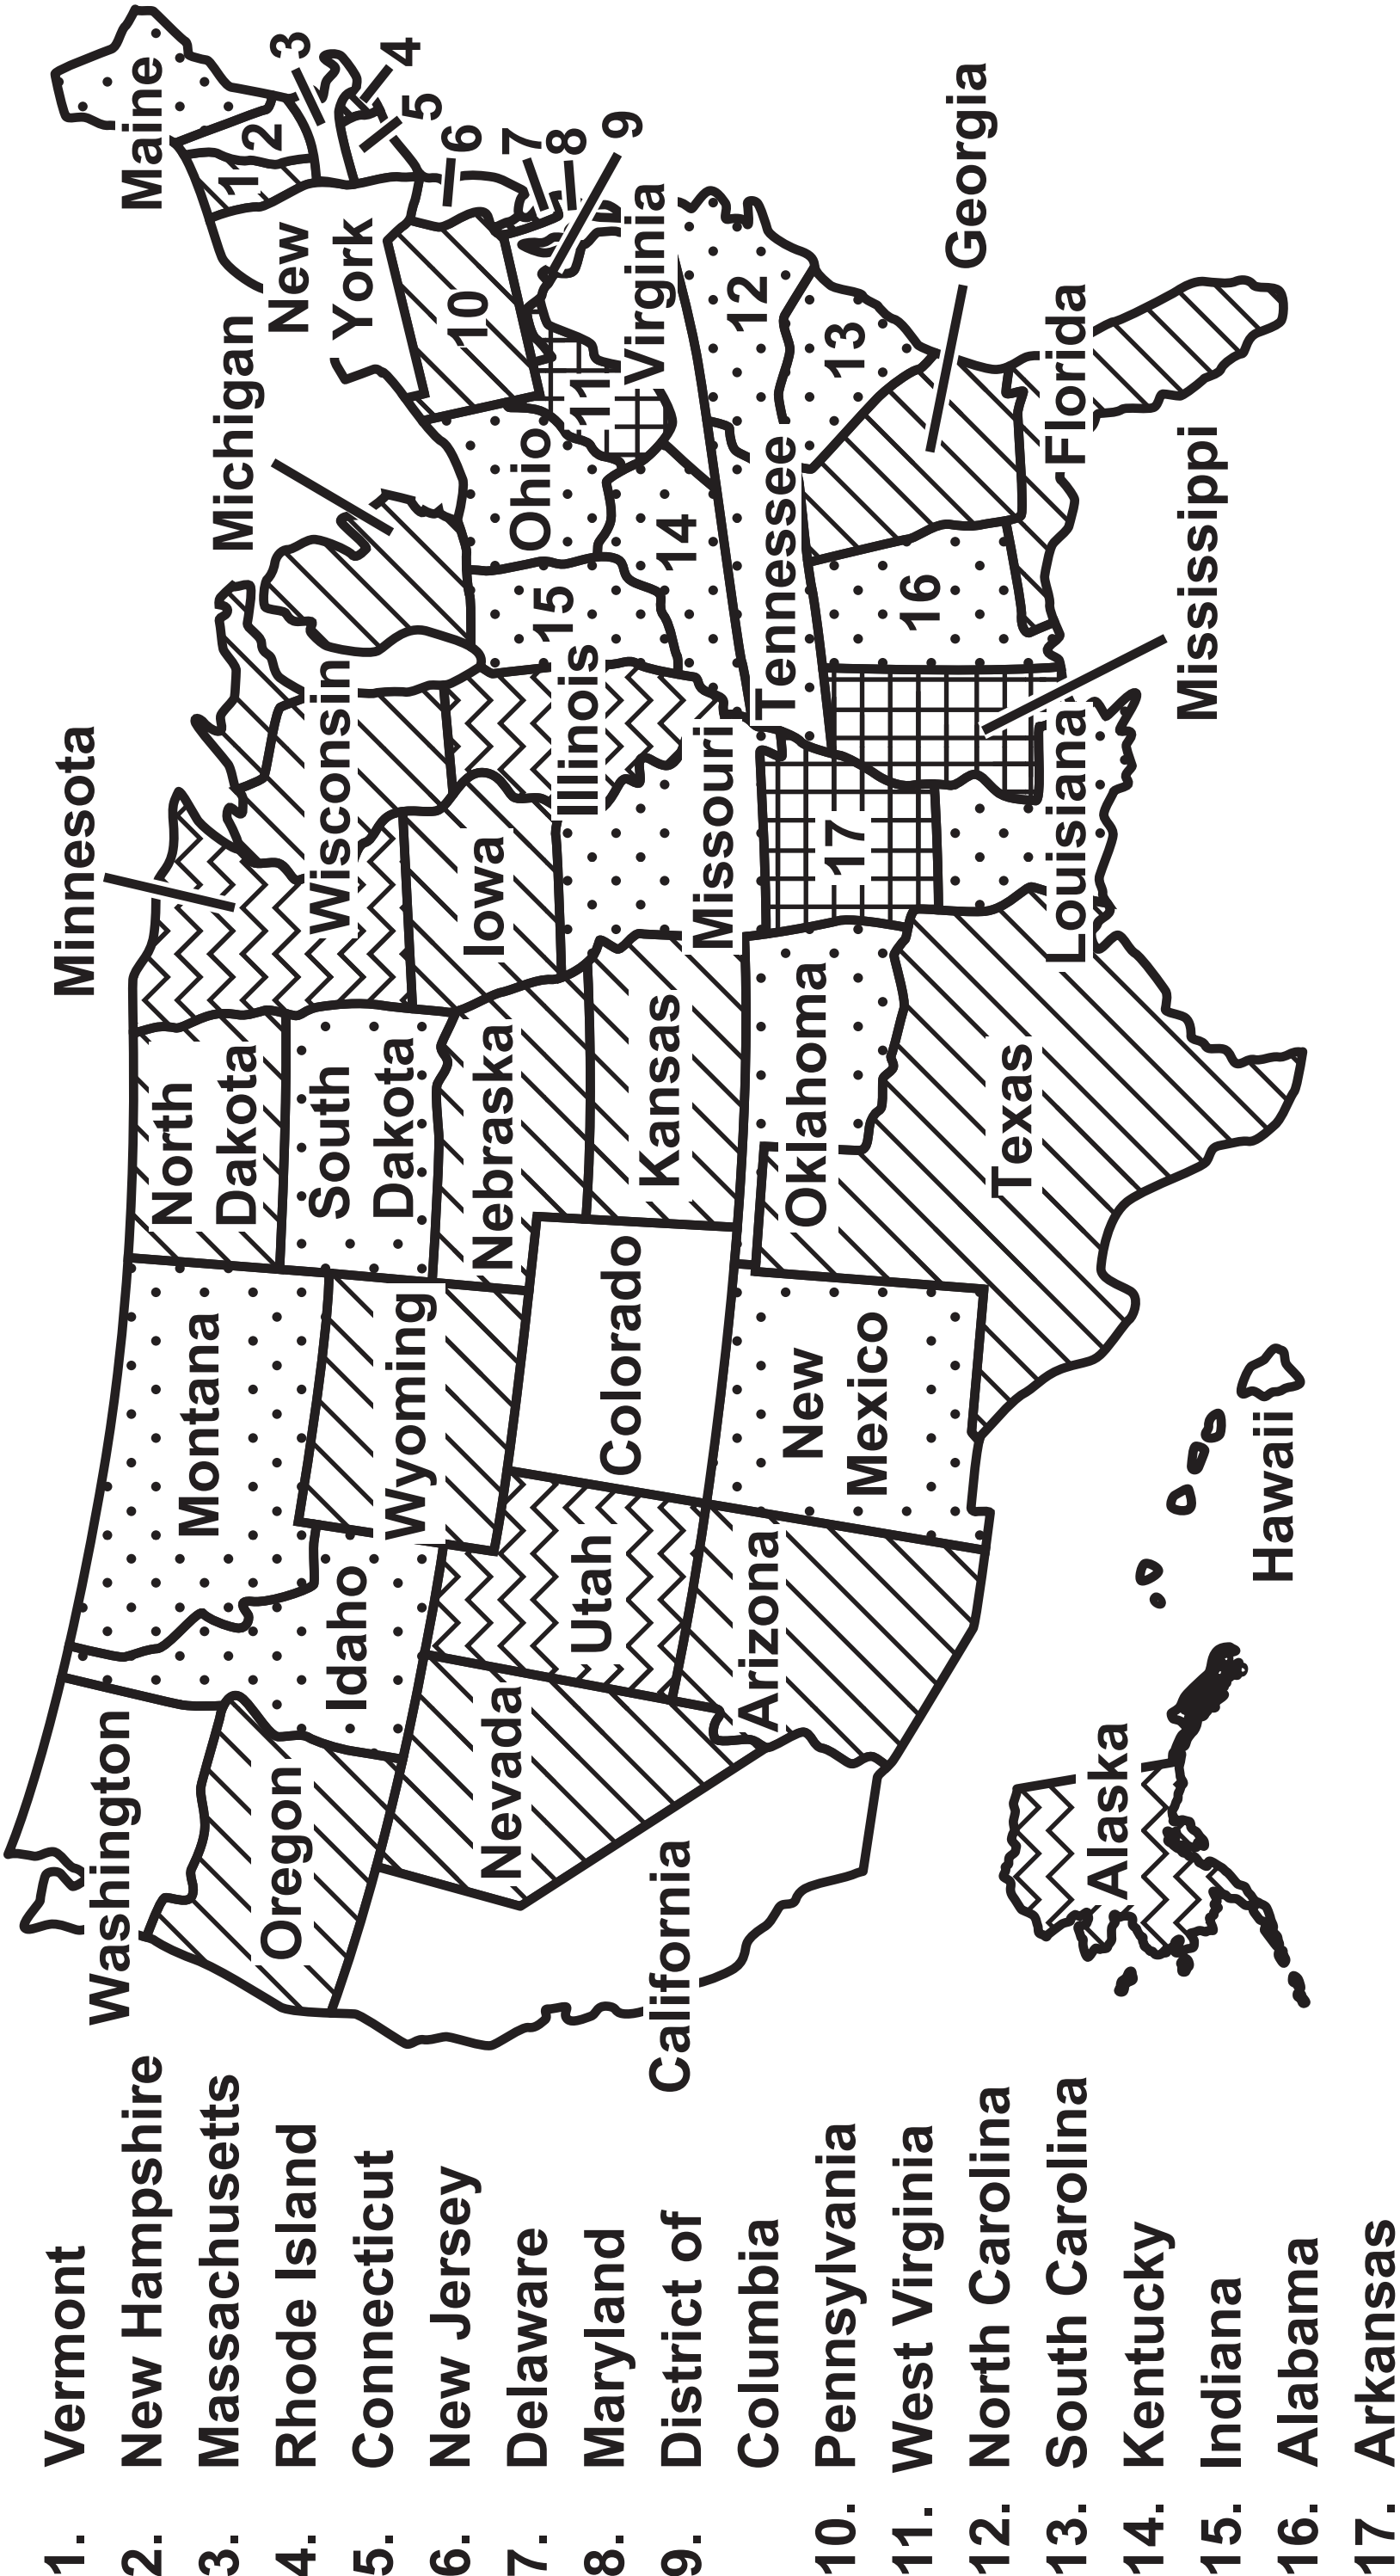 1. Vermont
2. New Hampshire
3. Massachusetts
4. Rhode Island
5. Connecticut
6. New Jersey
7. Delaware
8. Maryland
9. District of
Columbia
10. Pennsylvania
11. West Virginia
12. North Carolina
13. South Carolina
14. Kentucky
15. Indiana
16. Alabama
17. Arkansas
Washington
Oregon
California
Nevada
Idaho
Montana
Wyoming
Utah
Arizona
Colorado
New
Mexico
North
Dakota
South
Dakota
Nebraska
Kansas
Oklahoma
Texas
Minnesota
Iowa
Missouri
17
Louisiana
Wisconsin
Illinois
Michigan
15
Ohio
14
Tennessee
Mississippi
16
Georgia
Florida
13
12
Virginia
11
10
New
York
Maine
1
2
3
4
5
6
7
8
9
Alaska
Hawaii